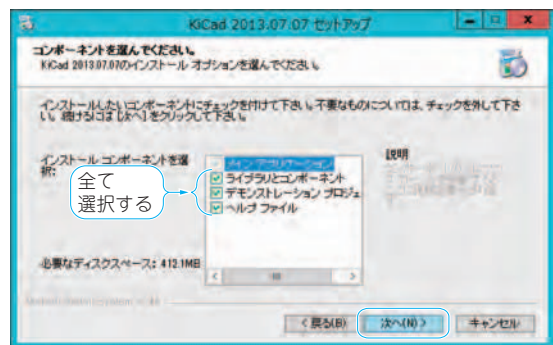 KiCad 2013.07.07 セットアップ
コンポーネントを選んでください。
KiCad 2013.07.07のインストール オプションを選んでください。
インストールしたいコンポーネントにチェックを付けて下さい。不要なものについては、チェックを外して下さ
い。続けるには [次へ] をクリックして下さい。
インストール コンポーネントを選
択:
全て
選択する
メイン アプリケーション
ライブラリとコンポーネント
デモンストレーション プロジェ
ヘルプ ファイル
説明
必要なディスクスペース: 412.1MB
< 戻る(B)
次へ(N) >
キャンセル